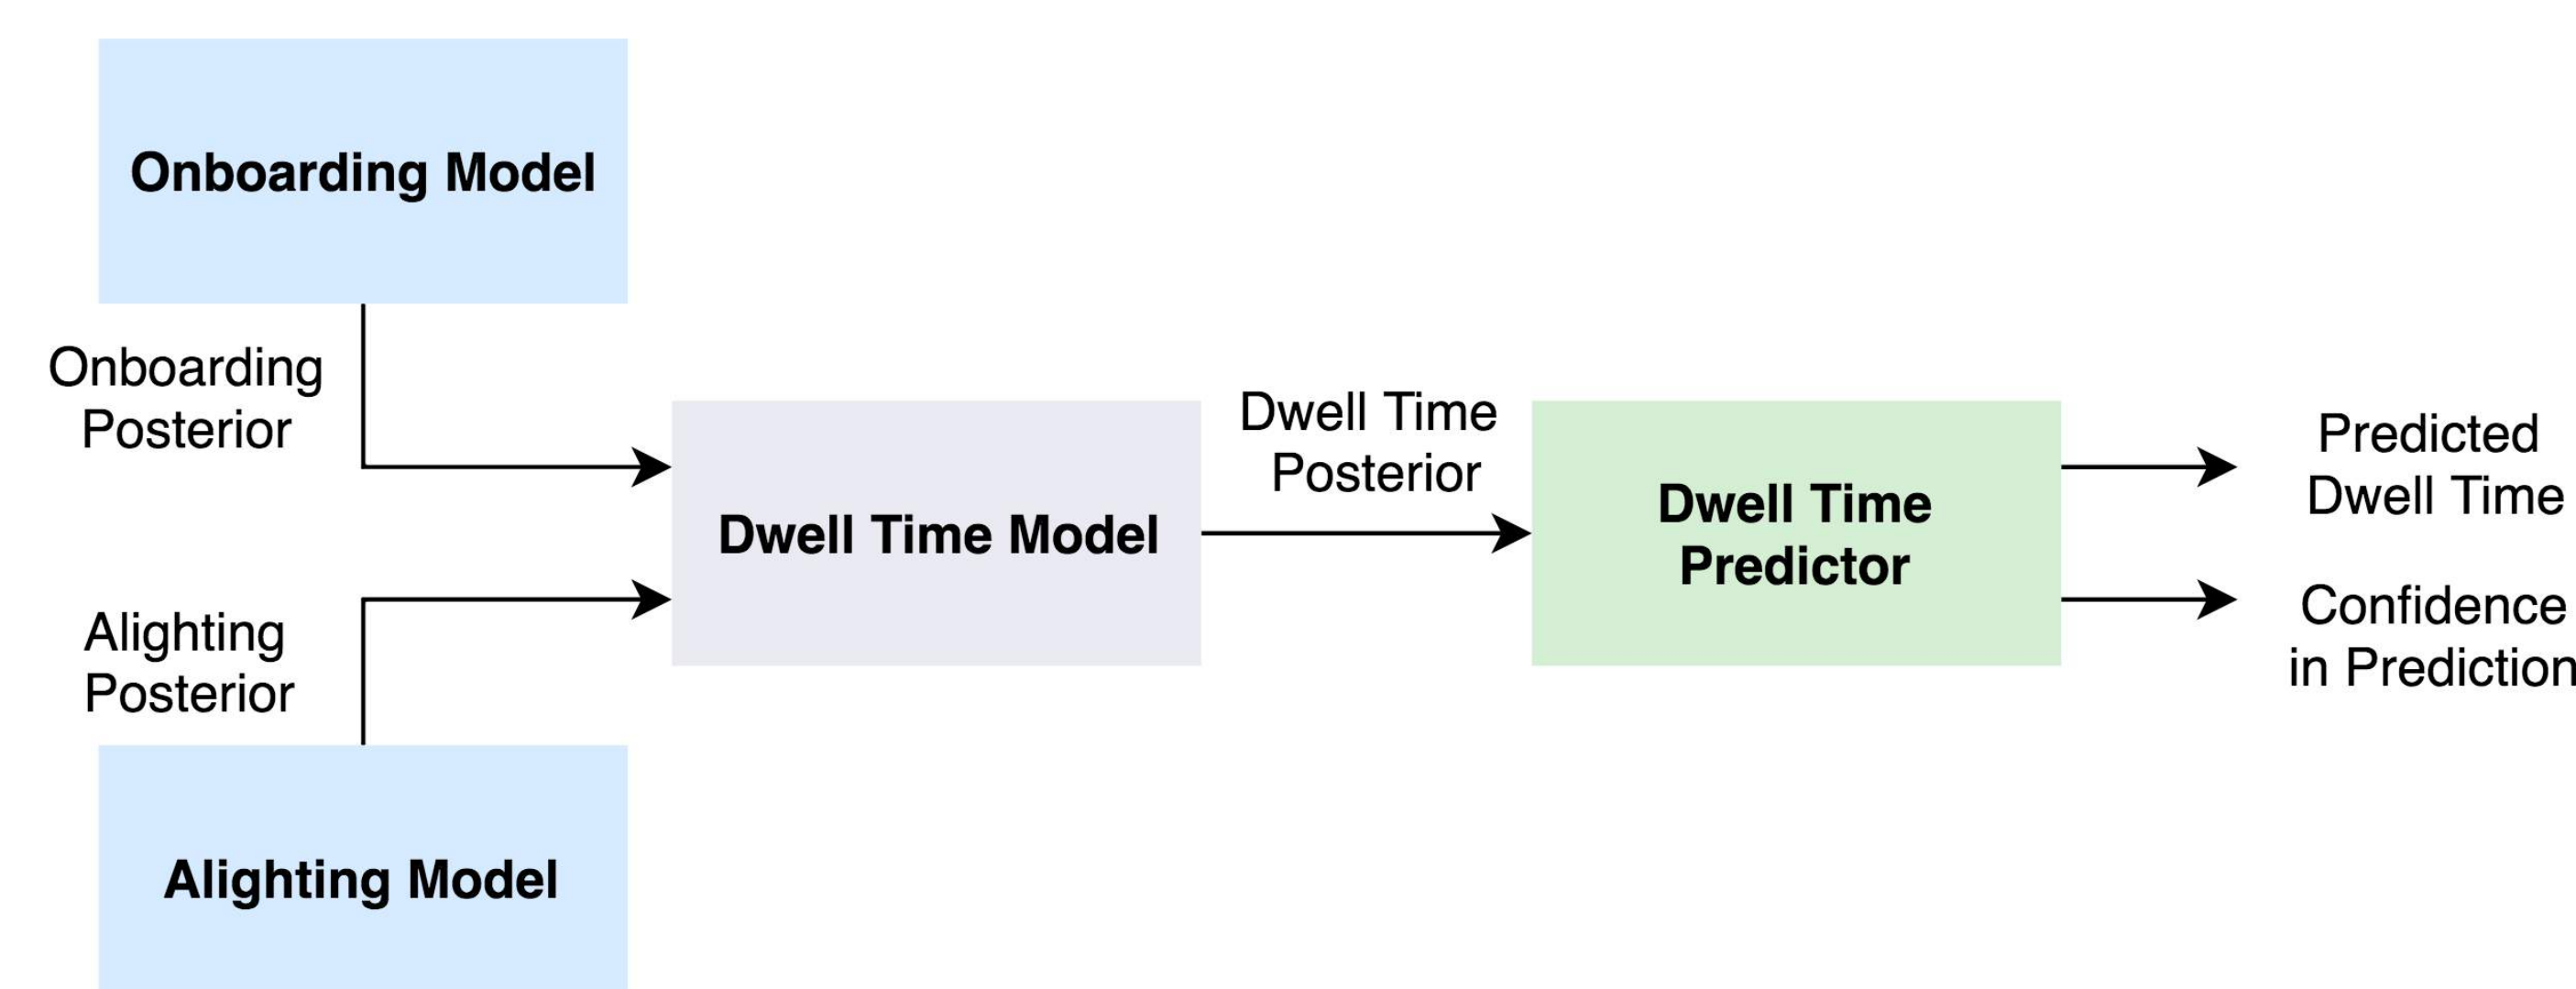 Onboarding Model
Onboarding
Posterior
Alighting
Posterior
Alighting Model
Dwell Time Model
Dwell Time
Posterior
Dwell Time
Predictor
Predicted
Dwell Time
Confidence
in Prediction